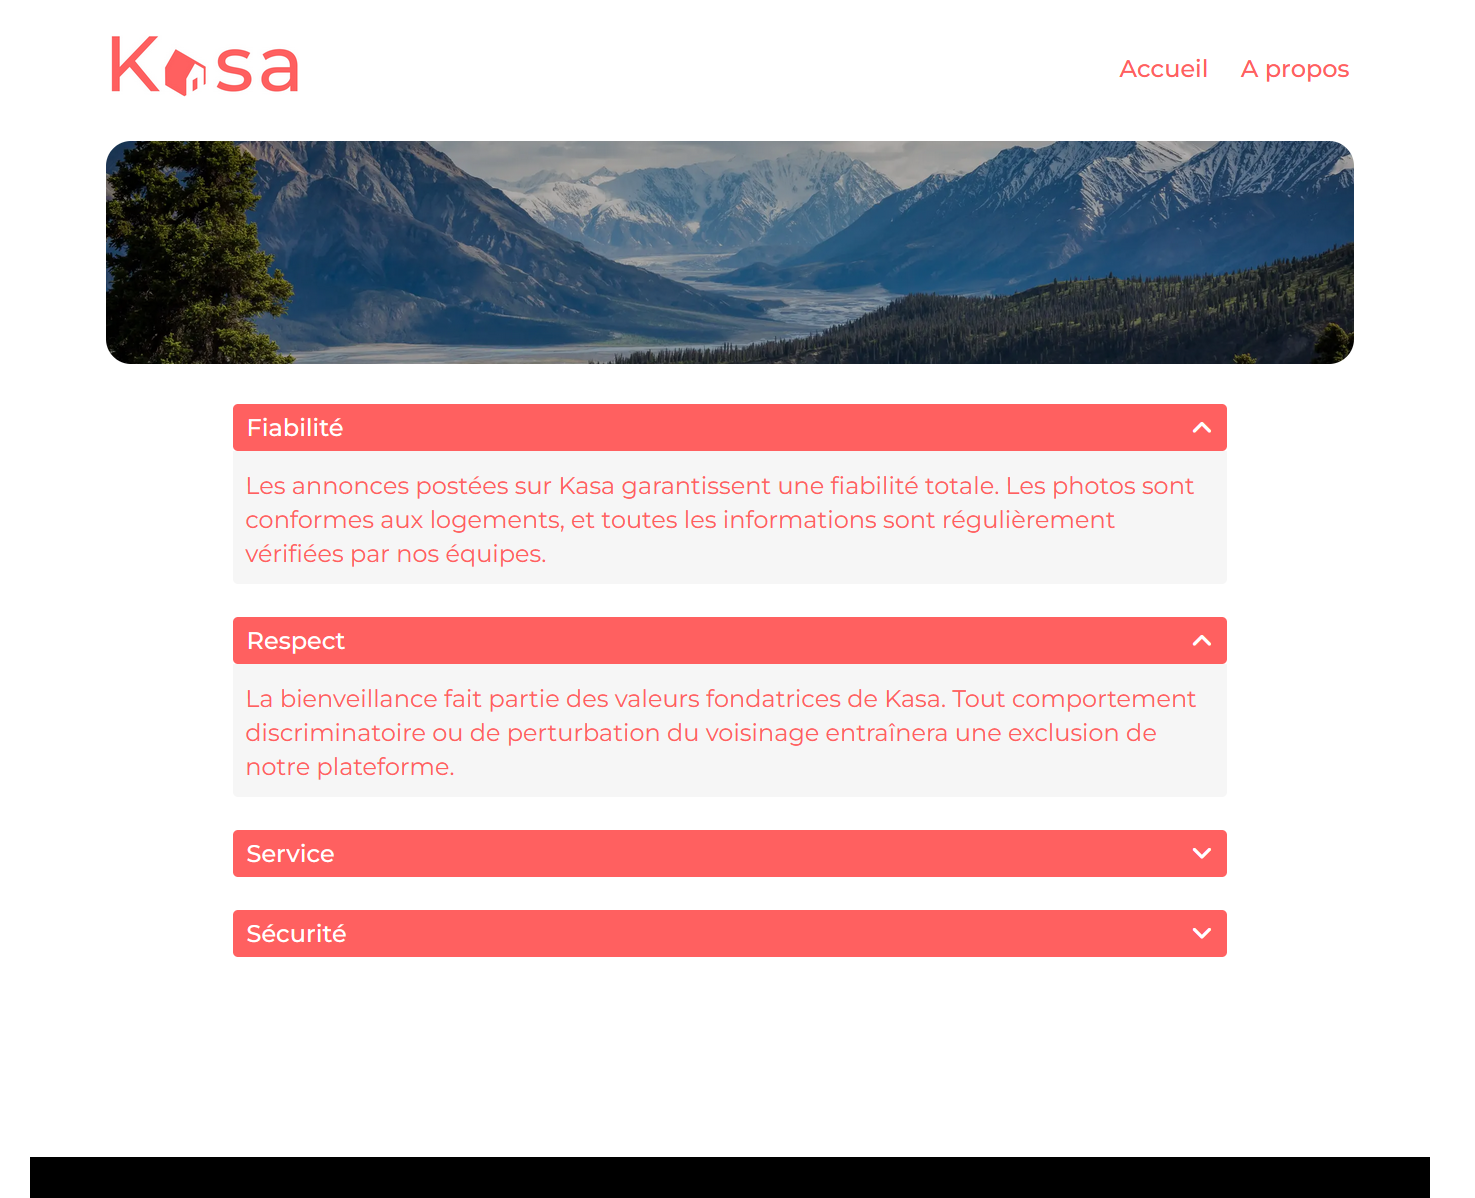 Kasa
Accueil A propos
Fiabilité
Les annonces postées sur Kasa garantissent une fiabilité totale. Les photos sont
conformes aux logements, et toutes les informations sont régulièrement
vérifiées par nos équipes.
Respect
La bienveillance fait partie des valeurs fondatrices de Kasa. Tout comportement
discriminatoire ou de perturbation du voisinage entraînera une exclusion de
notre plateforme.
Service
Sécurité